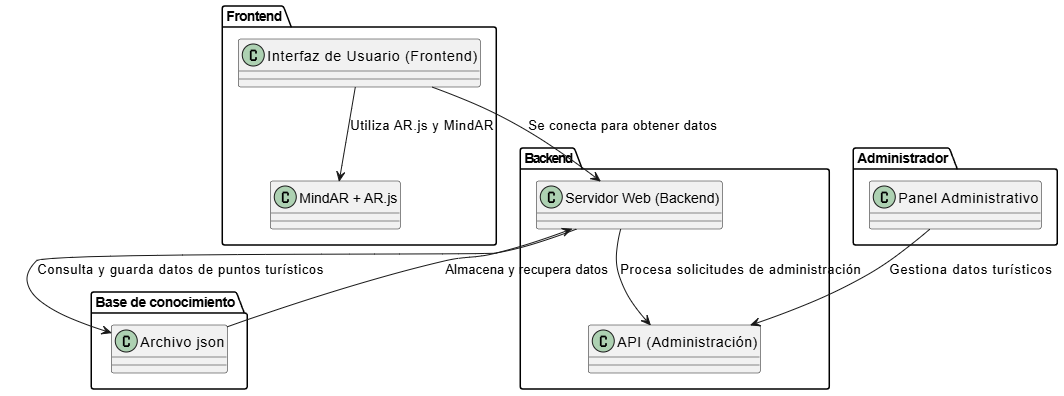 Frontend
C Interfaz de Usuario (Frontend)
Utiliza AR.js y MindAR
Se conecta para obtener datos
Backend
Administrador
C MindAR + AR.js
C Servidor Web (Backend)
C Panel Administrativo
Consulta y guarda datos de puntos turísticos
Almacena y recupera datos
Procesa solicitudes de administración
Gestiona datos turísticos
Base de conocimiento
C Archivo json
C API (Administración)